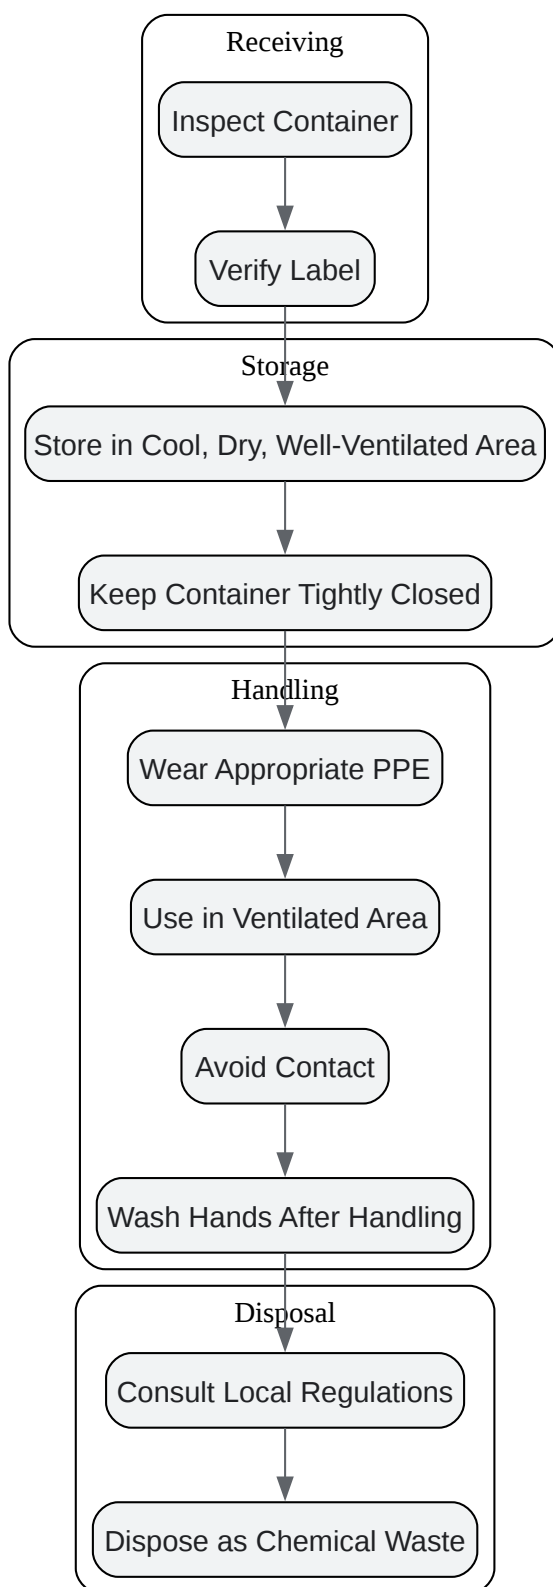 Receiving
Inspect Container
Verify Label
Storage
Store in Cool, Dry, Well-Ventilated Area
Keep Container Tightly Closed
Handling
Wear Appropriate PPE
Use in Ventilated Area
Avoid Contact
Wash Hands After Handling
Disposal
Consult Local Regulations
Dispose as Chemical Waste